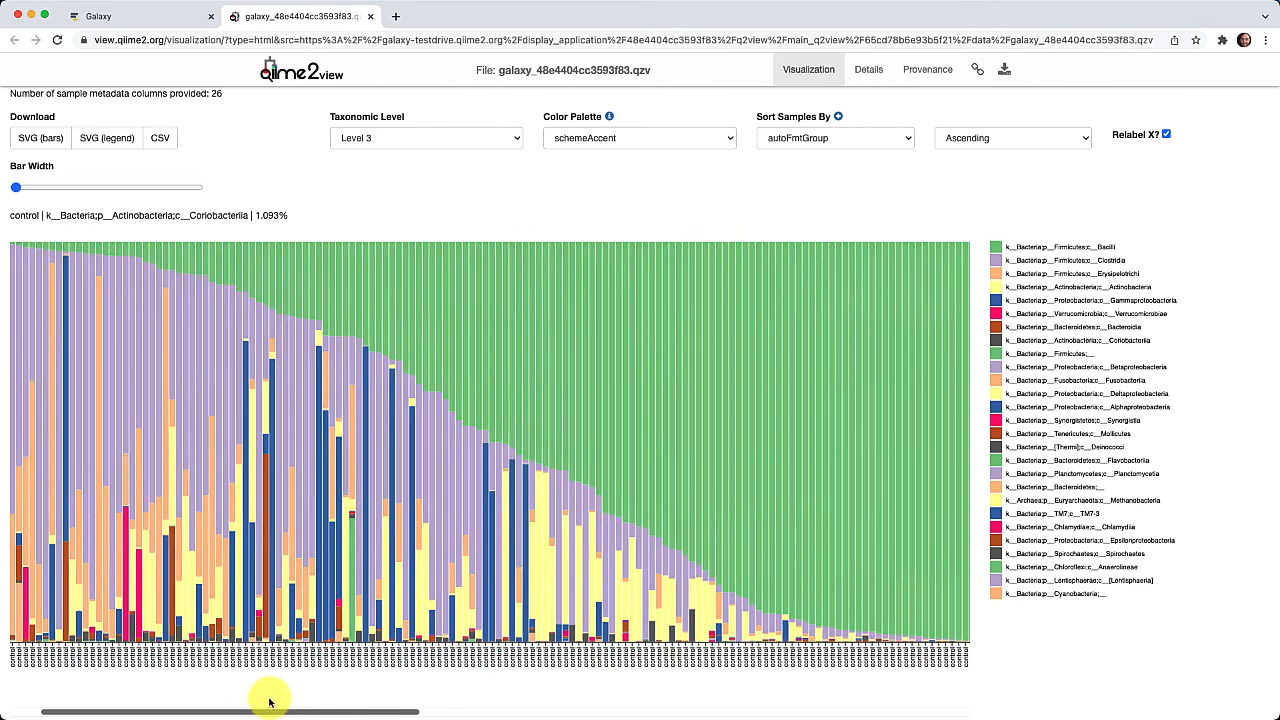 Galaxy
galaxy_48e4404cc3593f83.qz
view.qiime2.org/visualization/?type=html&src=https%3A%2F%2Fgalaxy-testdrive.qiime2.org%2Fdisplay_application%2F48e4404cc3593f83%2Fq2view%2Fmain_q2view%2F65cd78b6e93b5f21%2Fdata%2Fgalaxy_48e4404cc3593f83.qzv
qiime2view
File: galaxy_48e4404cc3593f83.qzv
Visualization
Details
Provenance
Number of sample metadata columns provided: 26
Download
Taxonomic Level
Color Palette
Sort Samples By
SVG (bars)
SVG (legend)
CSV
Level 3
schemeAccent
autoFmtGroup
Ascending
Relabel X?
Bar Width
control | k__Bacteria;p__Actinobacteria;c__Coriobacteriia | 1.093%
k__Bacteria;p__Firmicutes;c__Bacilli
k__Bacteria;p__Firmicutes;c__Clostridia
k__Bacteria;p__Firmicutes;c__Erysipelotrichi
k__Bacteria;p__Actinobacteria;c__Actinobacteria
k__Bacteria;p__Proteobacteria;c__Gammaproteobacteria
k__Bacteria;p__Verrucomicrobia;c__Verrucomicrobiae
k__Bacteria;p__Bacteroidetes;c__Bacteroidia
k__Bacteria;p__Actinobacteria;c__Coriobacteriia
k__Bacteria;p__Firmicutes;__
k__Bacteria;p__Proteobacteria;c__Betaproteobacteria
k__Bacteria;p__Fusobacteria;c__Fusobacteriia
k__Bacteria;p__Proteobacteria;c__Deltaproteobacteria
k__Bacteria;p__Proteobacteria;c__Alphaproteobacteria
k__Bacteria;p__Synergistetes;c__Synergistia
k__Bacteria;p__Tenericutes;c__Mollicutes
k__Bacteria;p__[Thermi];c__Deinococci
k__Bacteria;p__Bacteroidetes;c__Flavobacteriia
k__Bacteria;p__Planctomycetes;c__Planctomycetia
k__Bacteria;p__Bacteroidetes;__
k__Archaea;p__Euryarchaeota;c__Methanobacteria
k__Bacteria;p__TM7;c__TM7-3
k__Bacteria;p__Chlamydiae;c__Chlamydiia
k__Bacteria;p__Proteobacteria;c__Epsilonproteobacteria
k__Bacteria;p__Spirochaetes;c__Spirochaetes
k__Bacteria;p__Chloroflexi;c__Anaerolineae
k__Bacteria;p__Lentisphaerae;c__[Lentisphaeria]
k__Bacteria;p__Cyanobacteria;__